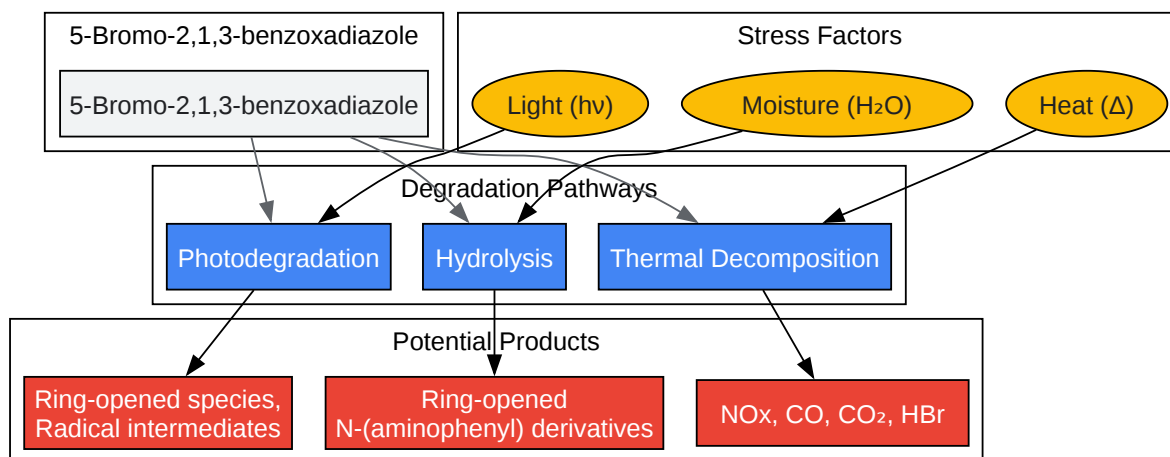 5-Bromo-2,1,3-benzoxadiazole
Stress Factors
5-Bromo-2,1,3-benzoxadiazole
Light (hν)
Moisture (H₂O)
Heat (Δ)
Degradation Pathways
Photodegradation
Hydrolysis
Thermal Decomposition
Potential Products
Ring-opened species,
Radical intermediates
Ring-opened
N-(aminophenyl) derivatives
NOx, CO, CO₂, HBr